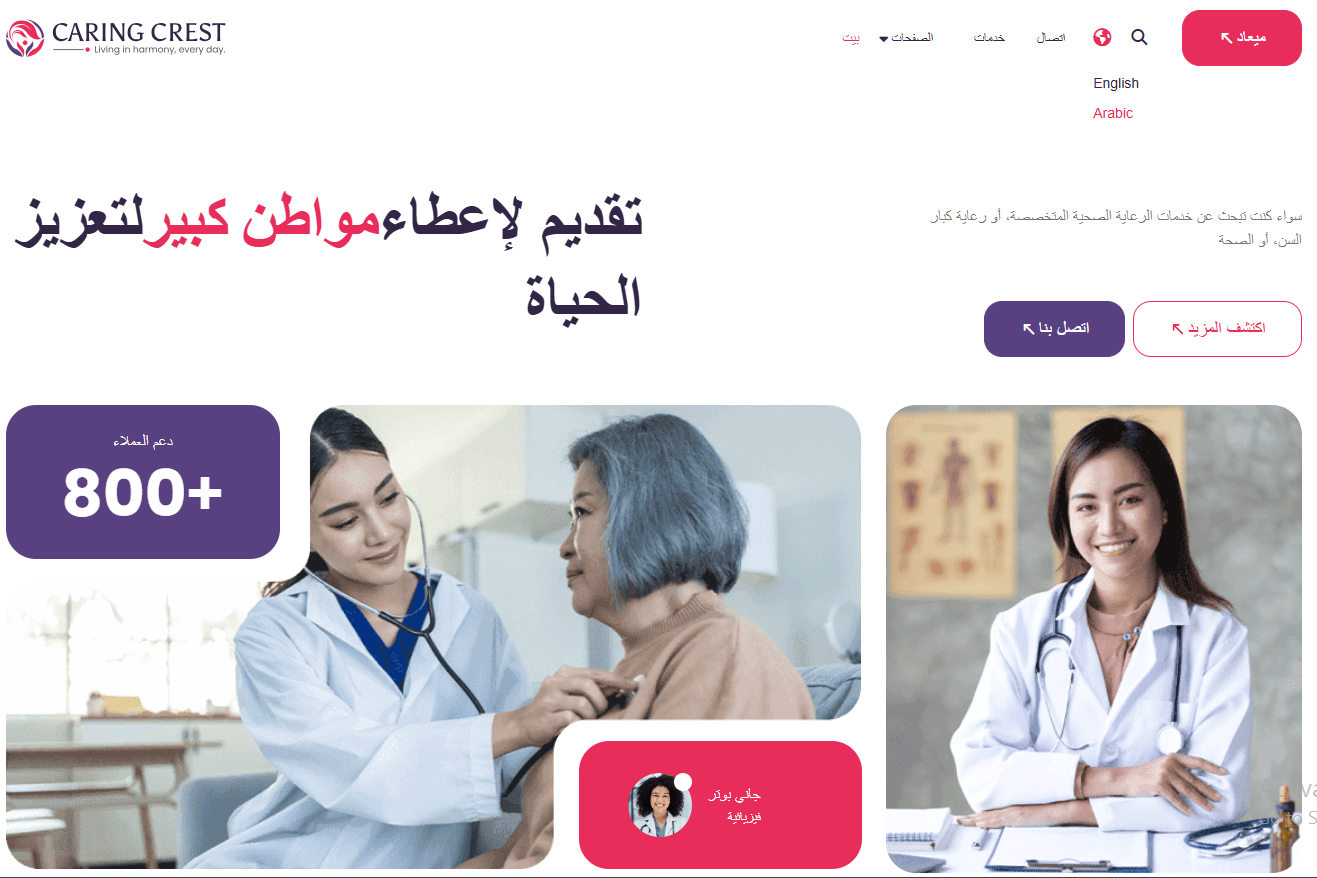 CARING CREST
Living in harmony, every day.
بيت
الصفحات
خدمات
اتصال
ميعاد
English
Arabic
تقديم لإعطاءمواطن كبيرلتعزيز
الحياة
سواء كنت تبحث عن خدمات الرعاية الصحية المتخصصة، أو رعاية كبار
السن، أو الصحة
اتصل بنا
اكتشف المزيد
دعم العملاء
800+
جاني بوتر
فيزيائية